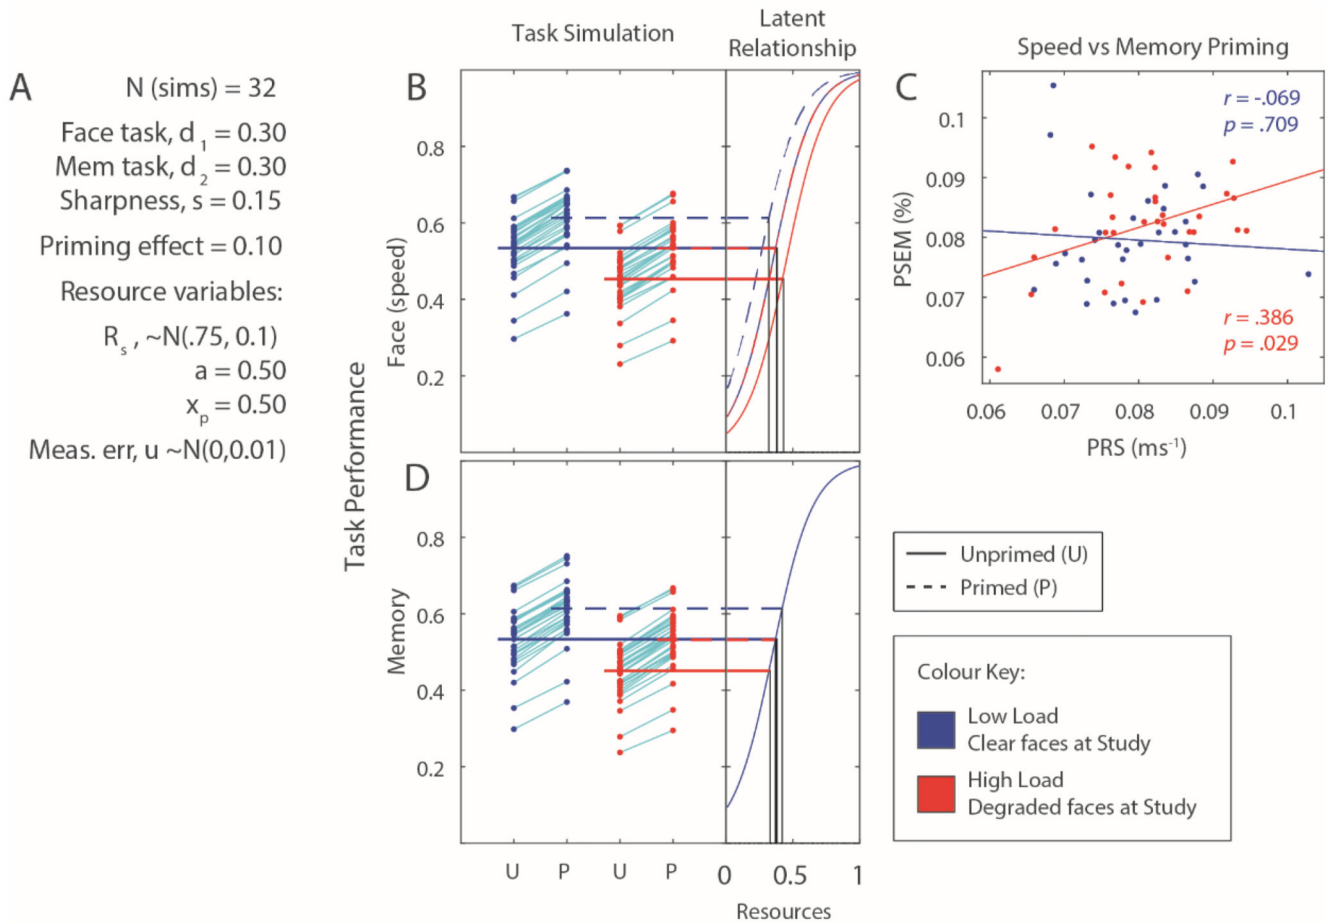 Task Simulation
Latent
Relationship
A
N (sims) = 32
Face task, d₁ = 0.30
Mem task, d₂ = 0.30
Sharpness, s = 0.15
Priming effect = 0.10
Resource variables:
Rₛ , ~N(.75, 0.1)
a = 0.50
xₚ = 0.50
Meas. err, u ~N(0,0.01)
Task Performance
B
Face (speed)
0.8
0.6
0.4
0.2
D
Memory
0.8
0.6
0.4
0.2
U
P
U
P
0
0.5
1
Resources
Speed vs Memory Priming
C
r = -.069
p = .709
r = .386
p = .029
PSEM (%)
0.1
0.09
0.08
0.07
0.06
0.06
0.07
0.08
0.09
0.1
PRS (ms⁻¹)
Unprimed (U)
Primed (P)
Colour Key:
Low Load
Clear faces at Study
High Load
Degraded faces at Study